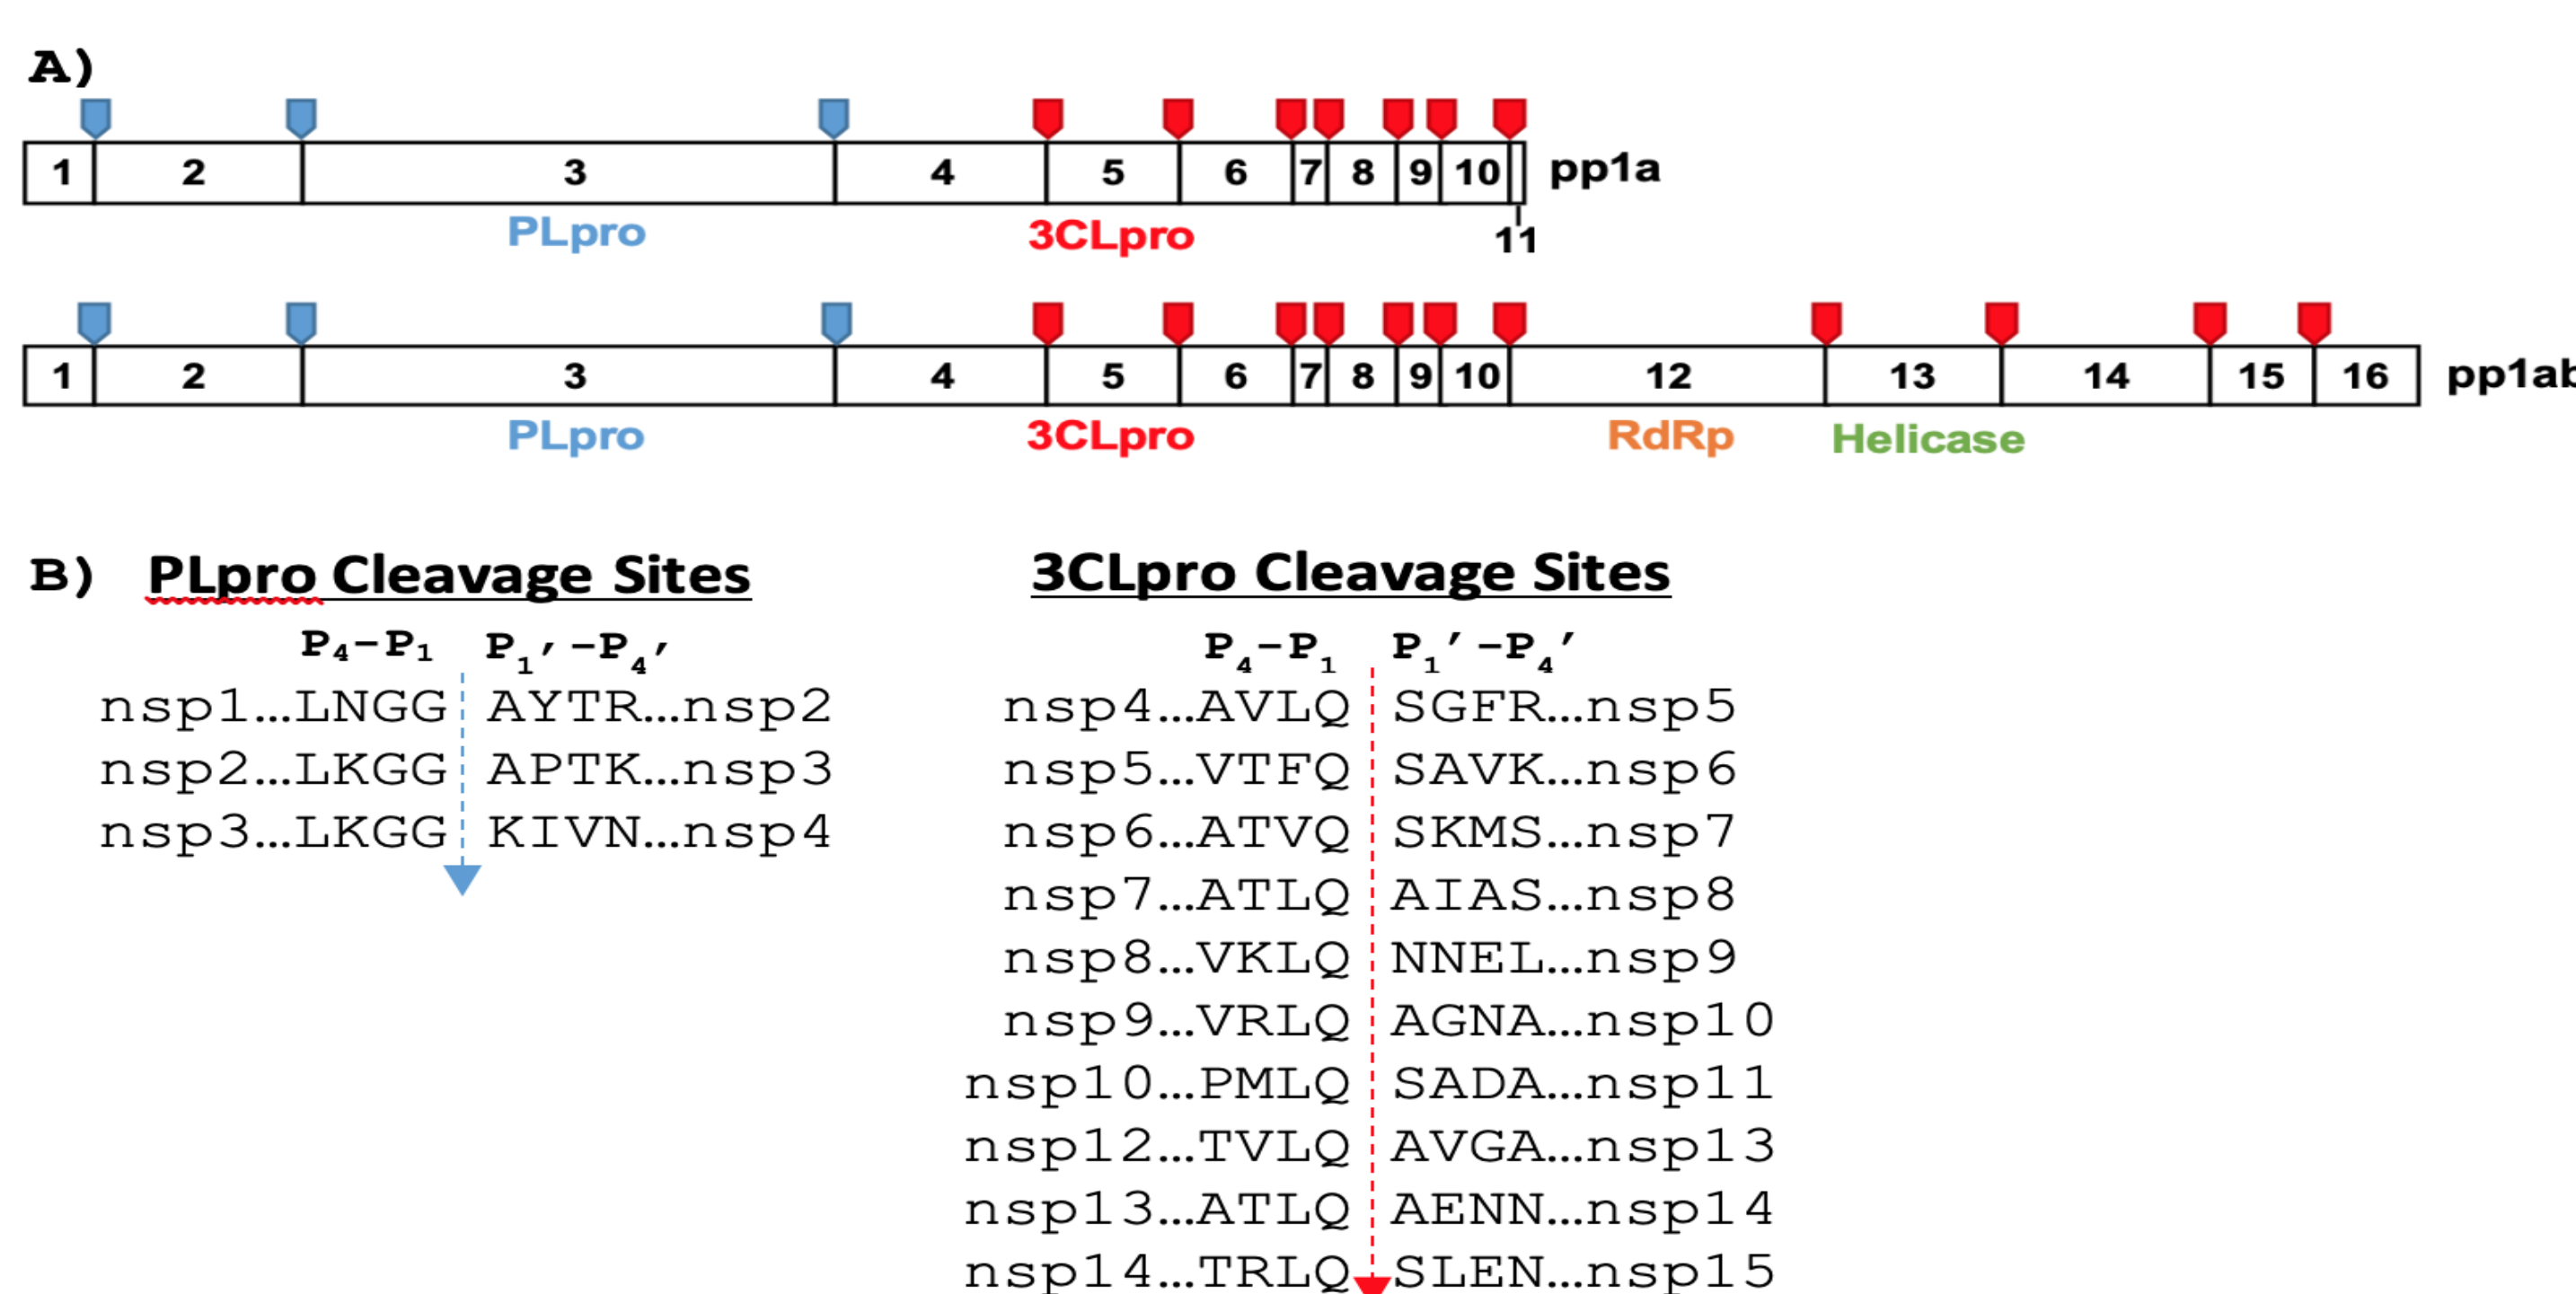 A)
1 2 3 4 5 6 7 8 9 10 pp1a
PLpro 3CLpro 11
1 2 3 4 5 6 7 8 9 10 12 13 14 15 16 pp1ab
PLpro 3CLpro RdRp Helicase
B) PLpro Cleavage Sites
P4-P1 P1′-P4′
nsp1…LNGG AYTR…nsp2
nsp2…LKGG APTK…nsp3
nsp3…LKGG KIVN…nsp4
3CLpro Cleavage Sites
P4-P1 P1′-P4′
nsp4…AVLQ SGFR…nsp5
nsp5…VTFQ SAVK…nsp6
nsp6…ATVQ SKMS…nsp7
nsp7…ATLQ AIAS…nsp8
nsp8…VKLQ NNEL…nsp9
nsp9…VRLQ AGNA…nsp10
nsp10…PMLQ SADA…nsp11
nsp12…TVLQ AVGA…nsp13
nsp13…ATLQ AENN…nsp14
nsp14…TRLQ SLEN…nsp15